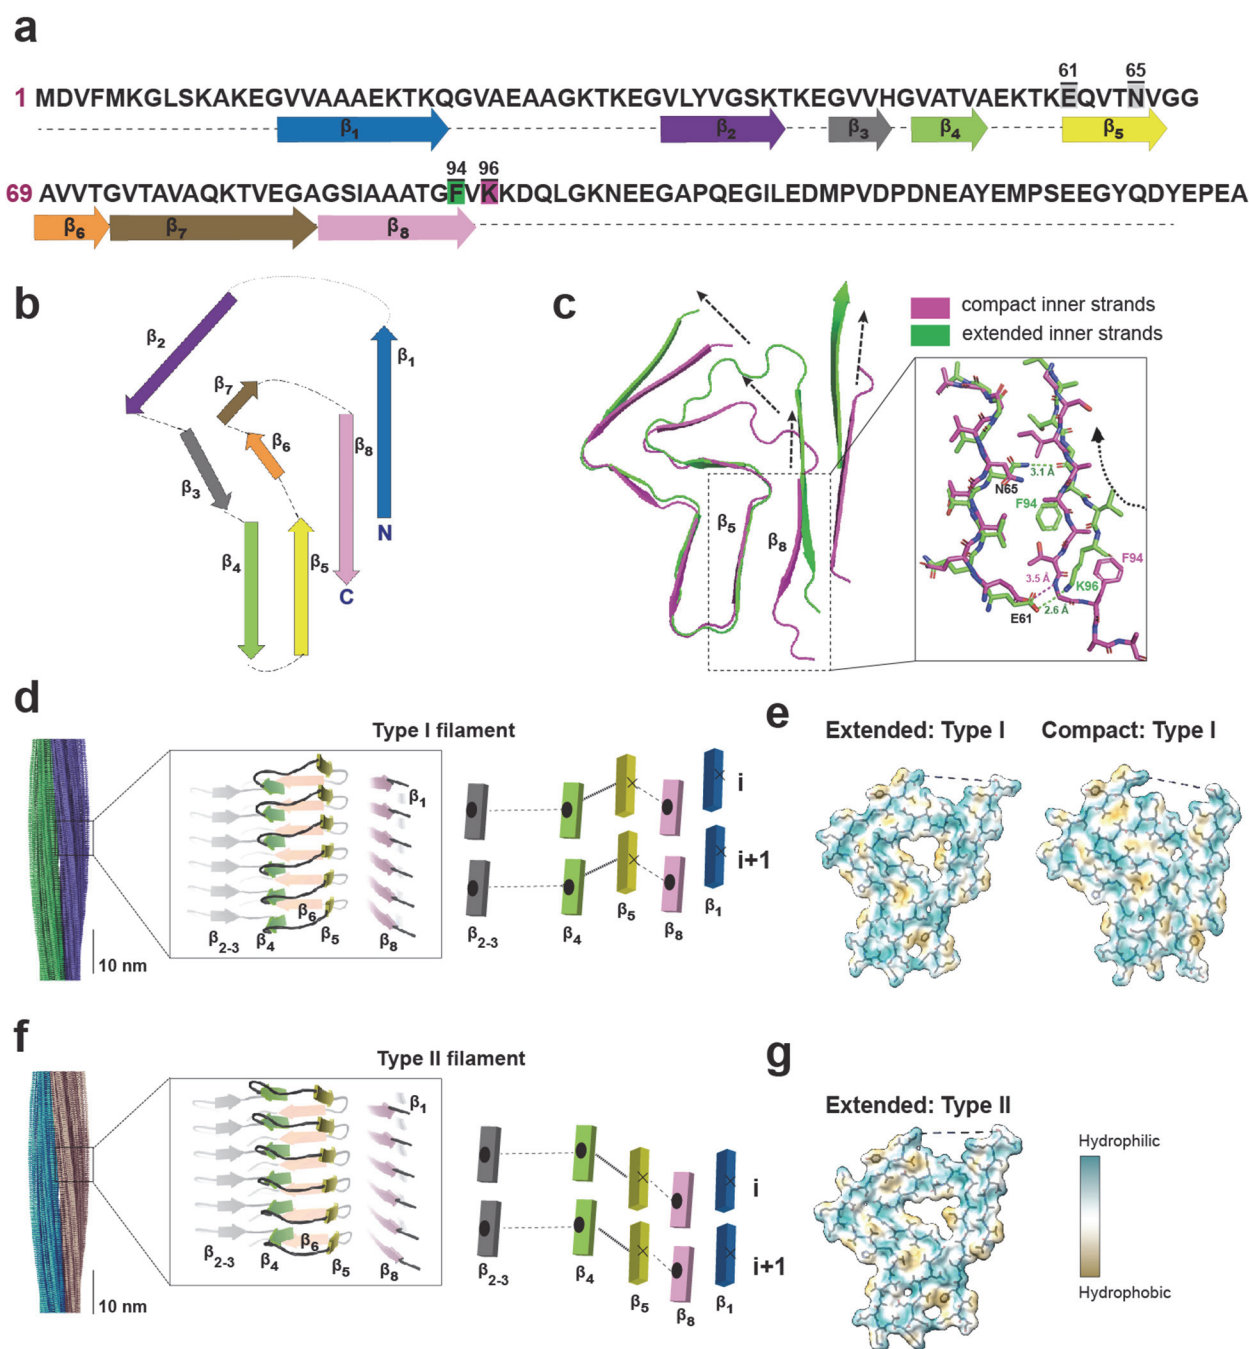 a
61 65
1 MDVFMKGLSKAKEGVVAAAEKTKQGVAEAAGKTKEGVLYVGSKTKEGVVHGVATVAEKTKEQVTNVGG
β1 β2 β3 β4 β5
94 96
69 AVVTGVTAVAQKTVEGAGSIAAATGFVKKDQLGKNEEGAPQEGILEDMPVDPDNEAYEMPSEEGYQDYEPEA
β6 β7 β8
b
β2
β1
β7
β6
β8
β3
N
β4
β5
C
c
compact inner strands
extended inner strands
β5
β8
3.1 Å
N65
F94
F94
3.5 Å
K96
2.6 Å
E61
d
Type I filament
10 nm
β1
β6
β2-3 β4 β5 β8
i
i+1
β2-3 β4 β5 β8 β1
e
Extended: Type I Compact: Type I
f
Type II filament
10 nm
β1
β6
β2-3 β4 β5 β8
i
i+1
β2-3 β4 β5 β8 β1
g
Extended: Type II
Hydrophilic
Hydrophobic